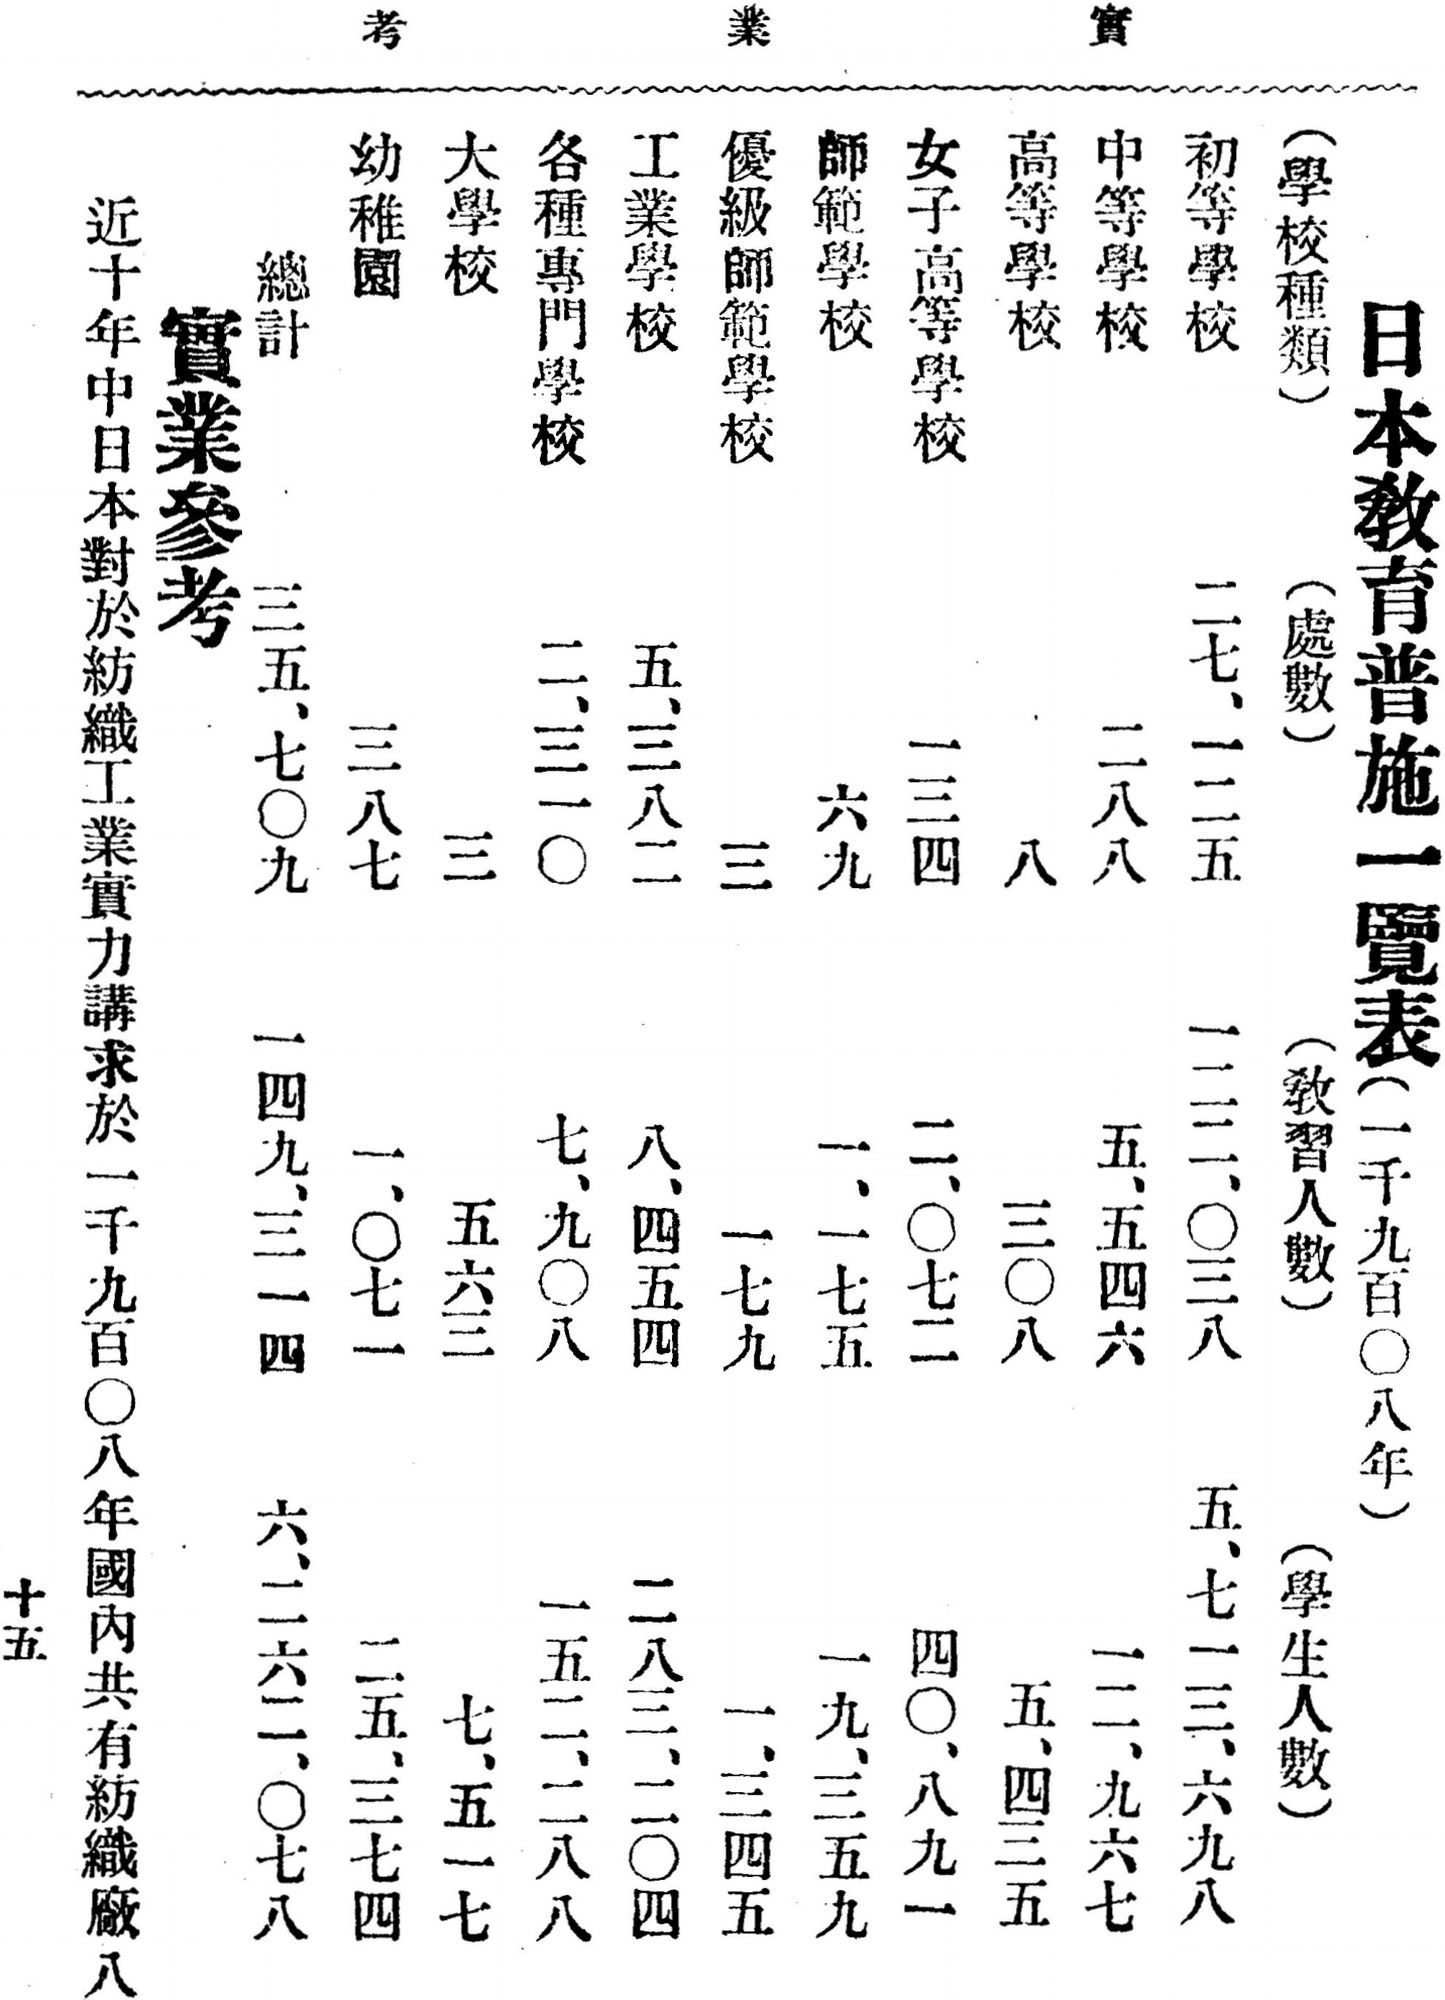 實業考
日本教育普施一覽表(一千九百〇八年)
(學校種類) (處數) (教習人數) (學生人數)
初等學校 二七、一二五 一二二、〇三八 五、七一三、六九八
中等學校 二八八 五、五四六 一二、九六七
高等學校 八 三〇八 五、四三五
女子高等學校 一三四 二、〇七二 四〇、八九一
師範學校 六九 一、一七五 一九、三五九
優級師範學校 三 一七九 一、三四五
工業學校 五、三八二 八、四五四 二八三、二〇四
各種專門學校 二、三一〇 七、九〇八 一五二、二八八
大學校 三 五六三 七、五一七
幼稚園 三八七 一、〇七一 二五、三七四
總計 三五、七〇九 一四九、三一四 六、二六二、〇七八
實業參考
近十年中日本對於紡織工業實力講求於一千九百〇八年國內共有紡織廠八
十五